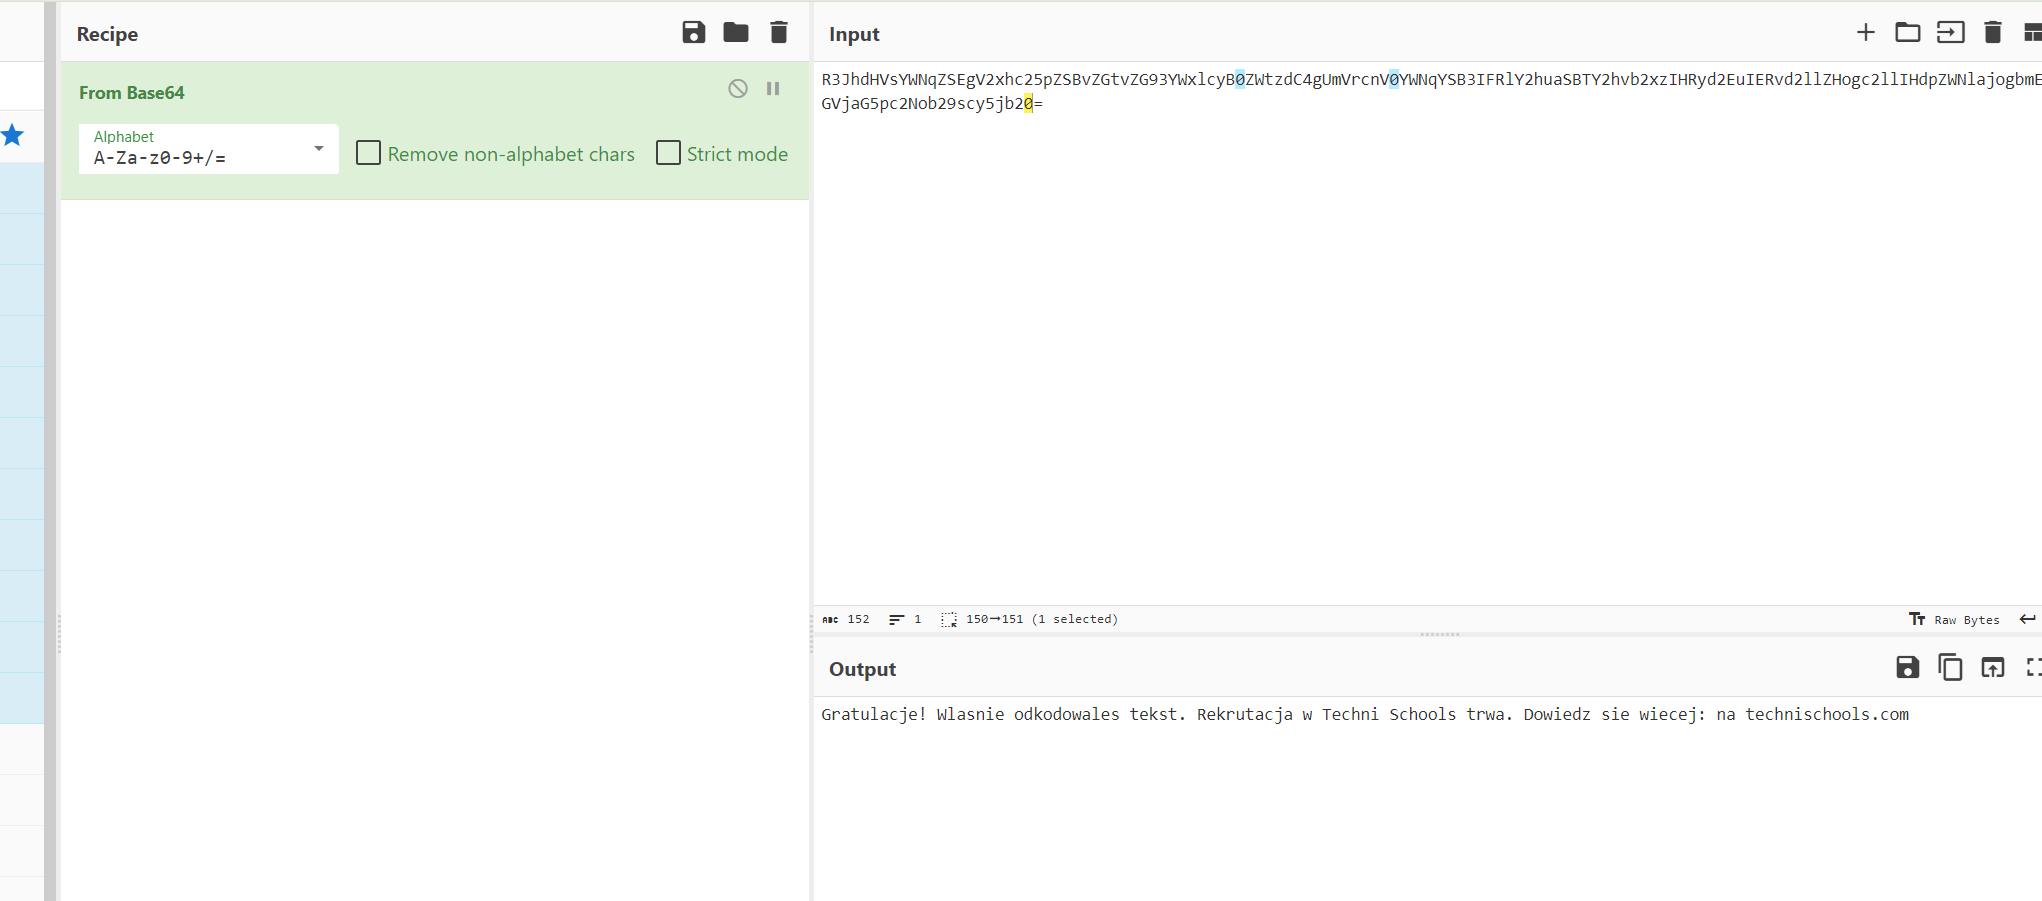 Recipe
From Base64
Alphabet
A-Za-z0-9+/=
Remove non-alphabet chars
Strict mode
Input
R3JhdHVsYWNqZSEgV2xhc25pZSBvZGtvZG93YWxlcyB0ZWtzdC4gUmVrcnV0YWNqYSB3IFRlY2huaSBTY2hvb2xzIHRyd2EuIERvd2llZHogc2llIHdpZWNlajogbmE
GVjaG5pc2Nob29scy5jb20=
ABC 152 1 150→151 (1 selected)
Raw Bytes
Output
Gratulacje! Wlasnie odkodowales tekst. Rekrutacja w Techni Schools trwa. Dowiedz sie wiecej: na technischools.com